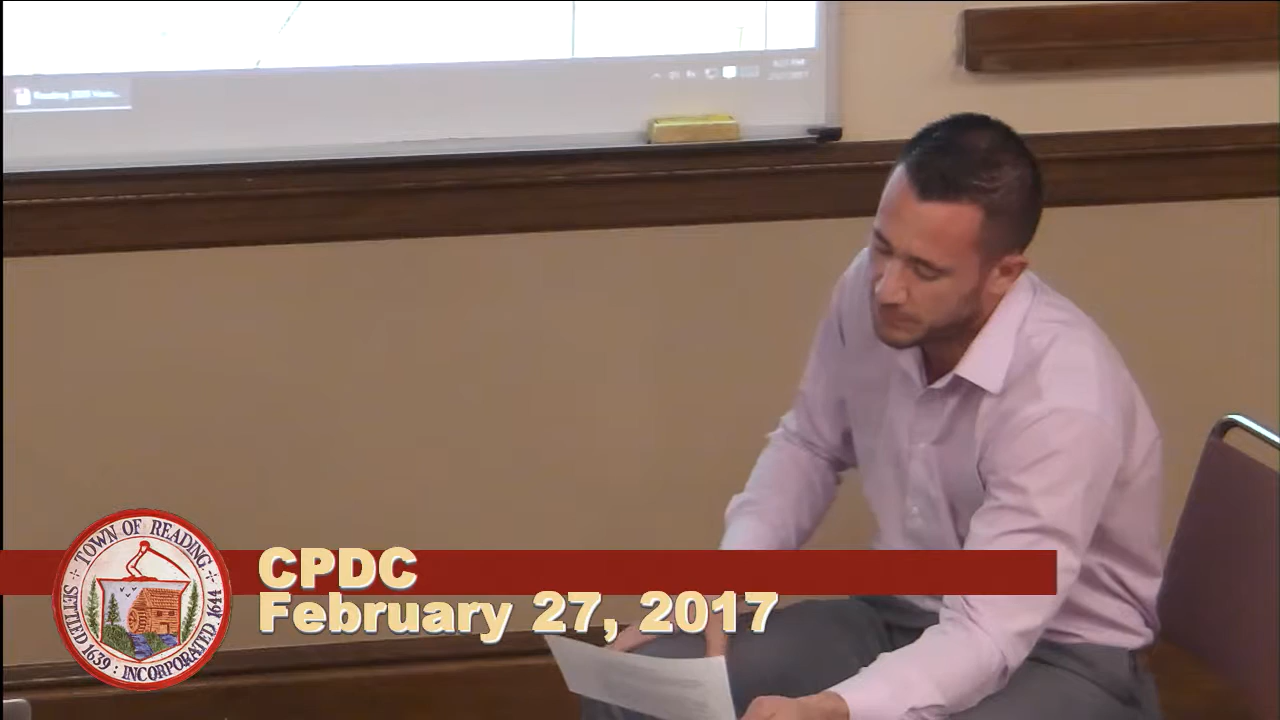 CPDC
February 27, 2017
TOWN OF READING
SETTLED 1639 : INCORPORATED 1644